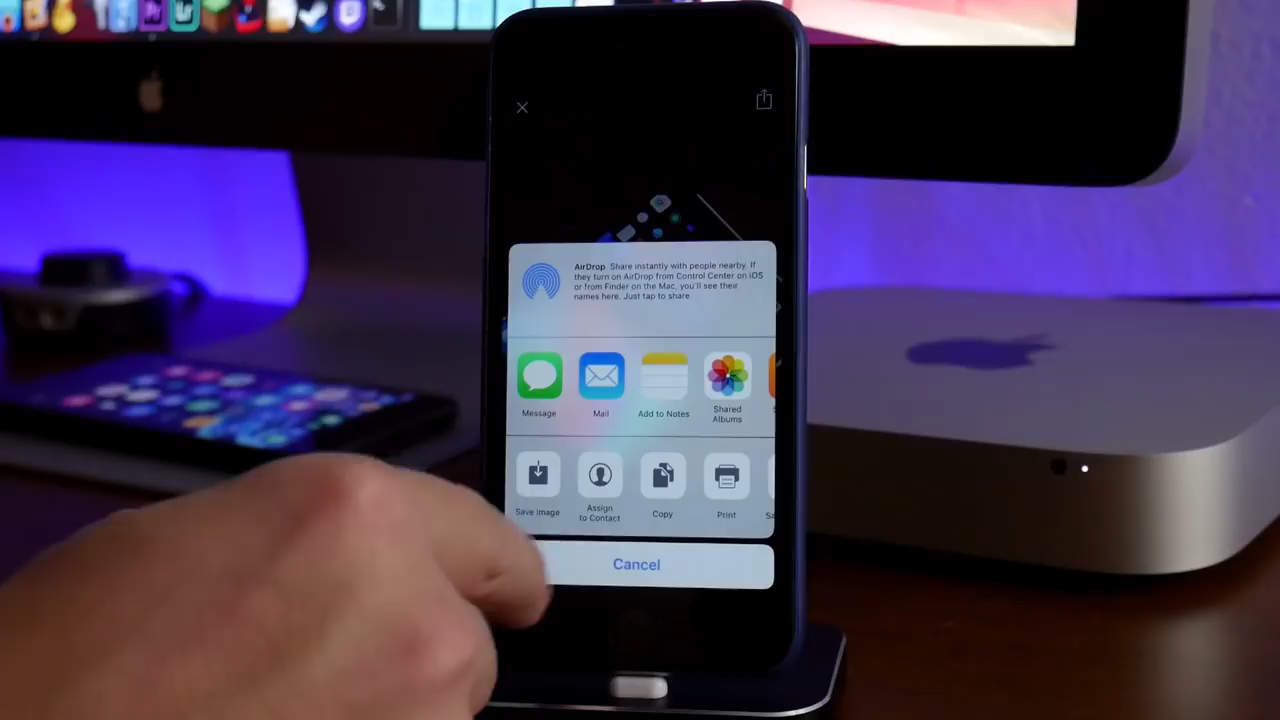 AirDrop. Share instantly with people nearby. If
they turn on AirDrop from Control Center on iOS
or from Finder on the Mac, you'll see their
names here. Just tap to share
Message
Mail
Add to Notes
Shared
Albums
Save Image
Assign
to Contact
Copy
Print
Cancel